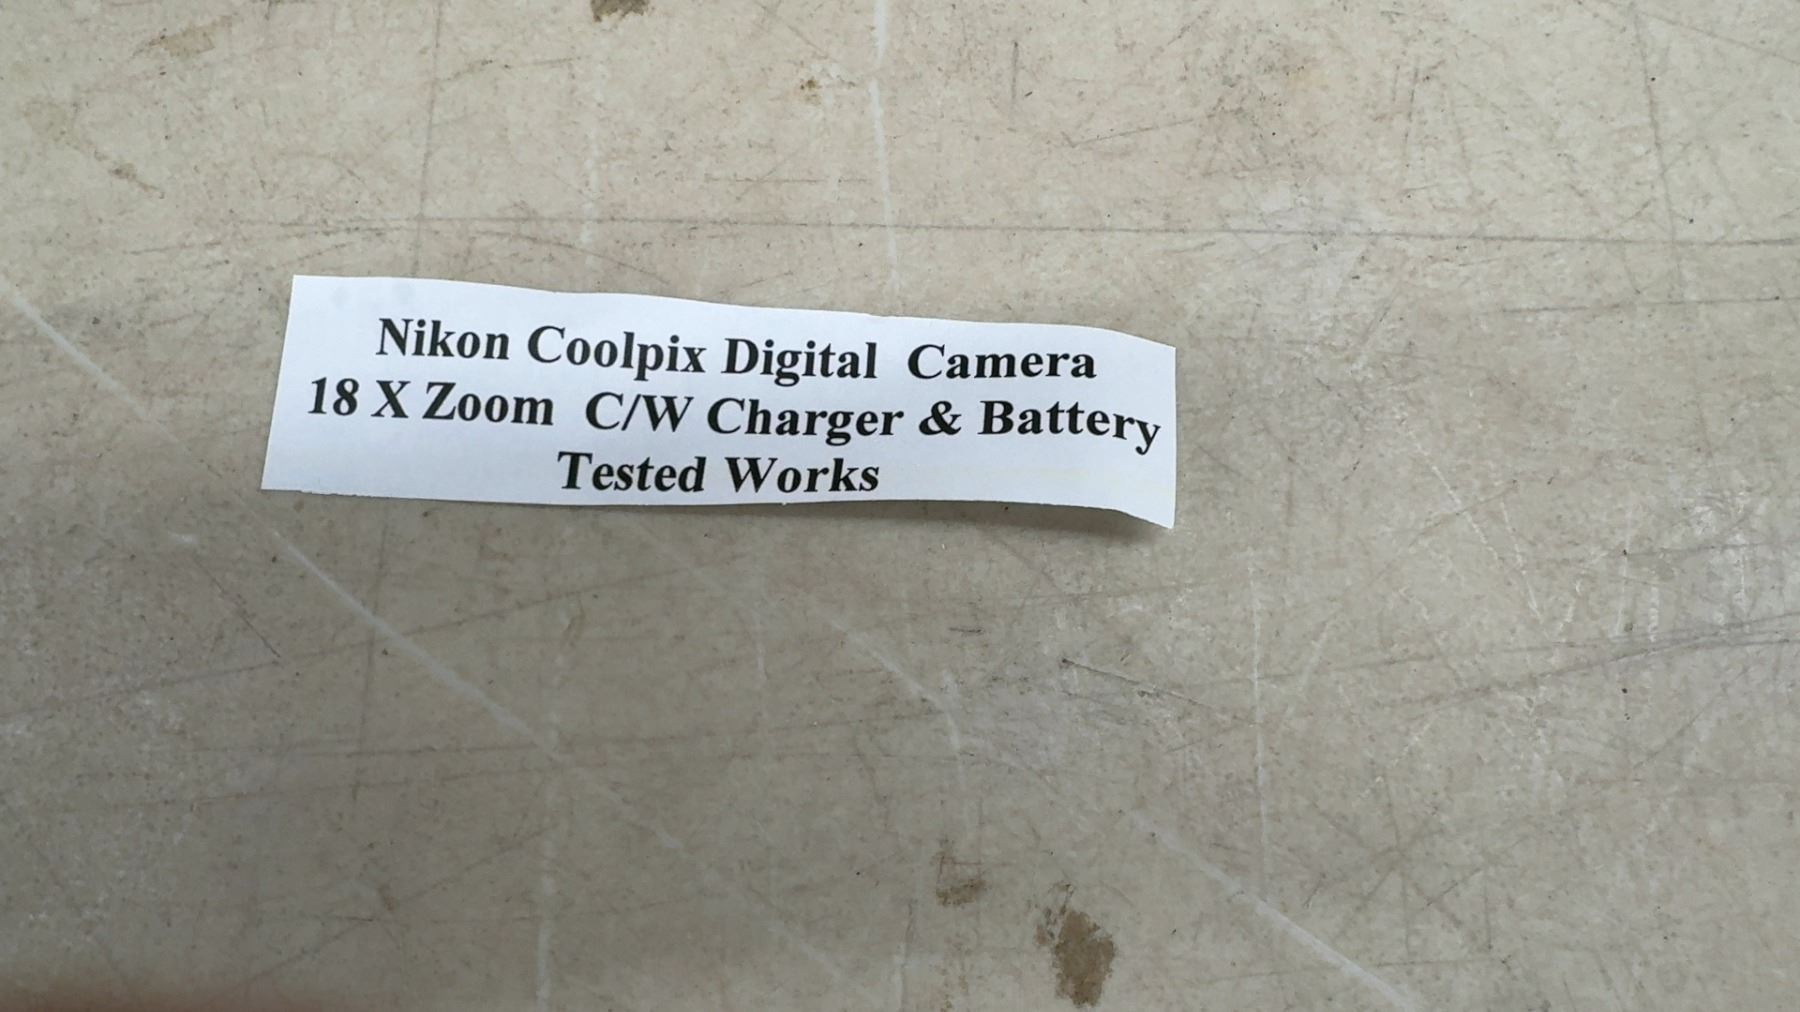 Nikon Coolpix Digital Camera
18 X Zoom C/W Charger & Battery
Tested Works